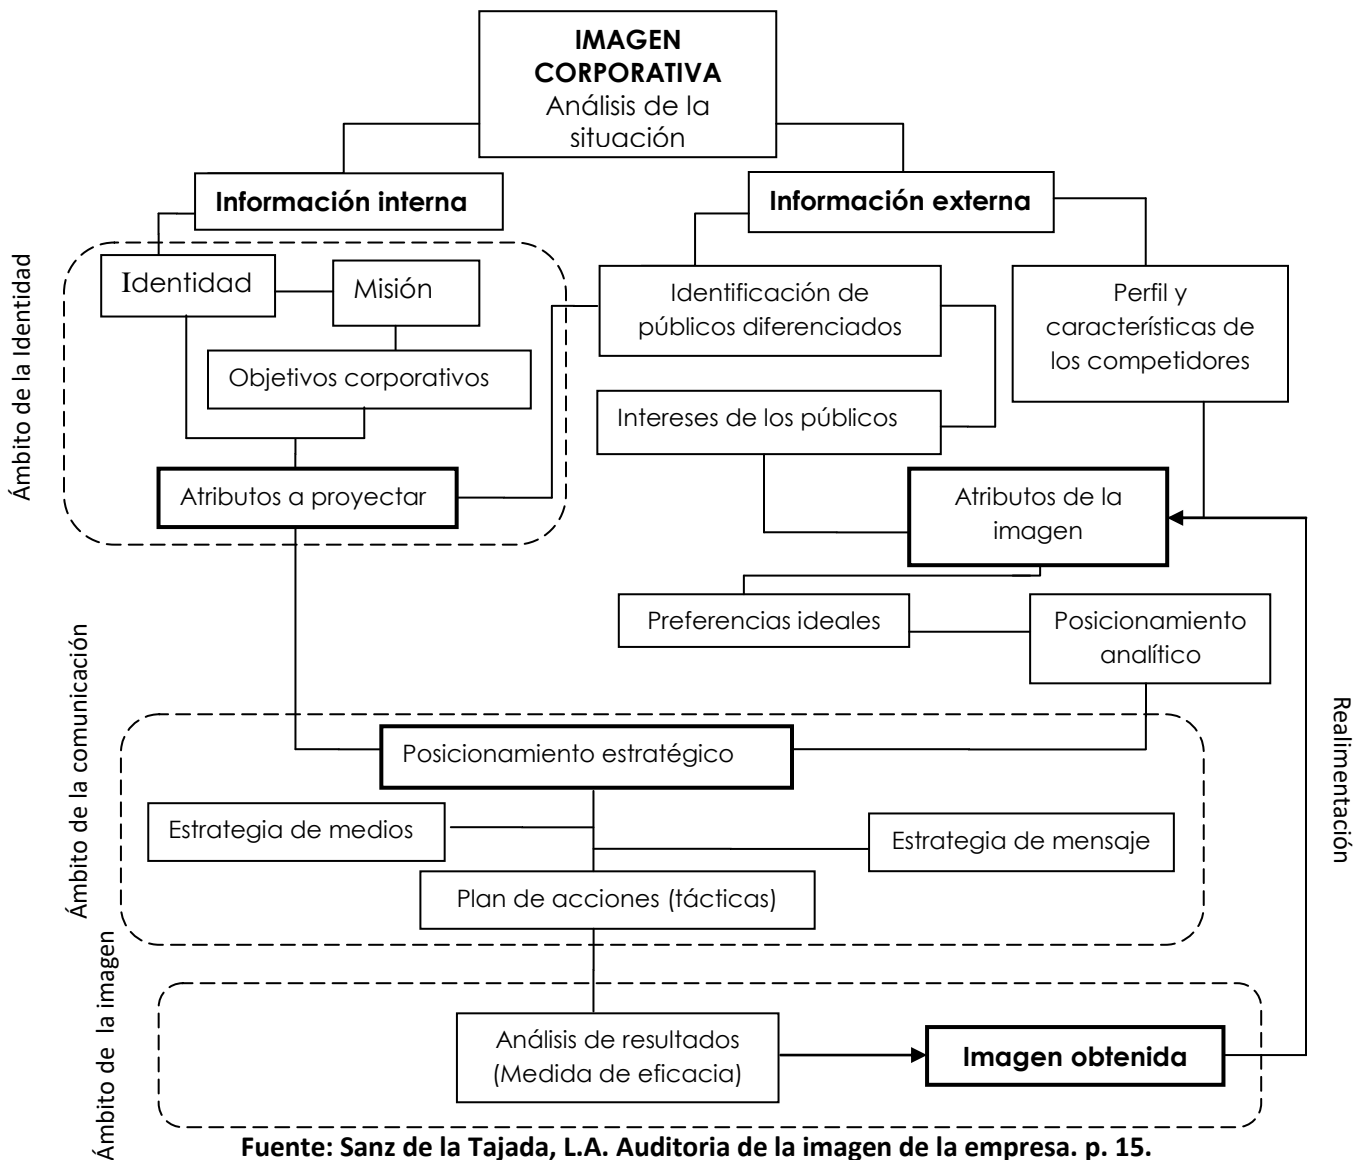 IMAGEN
CORPORATIVA
Análisis de la
situación
Información interna
Información externa
Ámbito de la Identidad
Identidad
Misión
Objetivos corporativos
Atributos a proyectar
Identificación de
públicos diferenciados
Perfil y
características de
los competidores
Intereses de los públicos
Atributos de la
imagen
Preferencias ideales
Posicionamiento
analítico
Ámbito de la comunicación
Posicionamiento estratégico
Estrategia de medios
Estrategia de mensaje
Plan de acciones (tácticas)
Realimentación
Ámbito de la imagen
Análisis de resultados
(Medida de eficacia)
Imagen obtenida
Fuente: Sanz de la Tajada, L.A. Auditoria de la imagen de la empresa. p. 15.